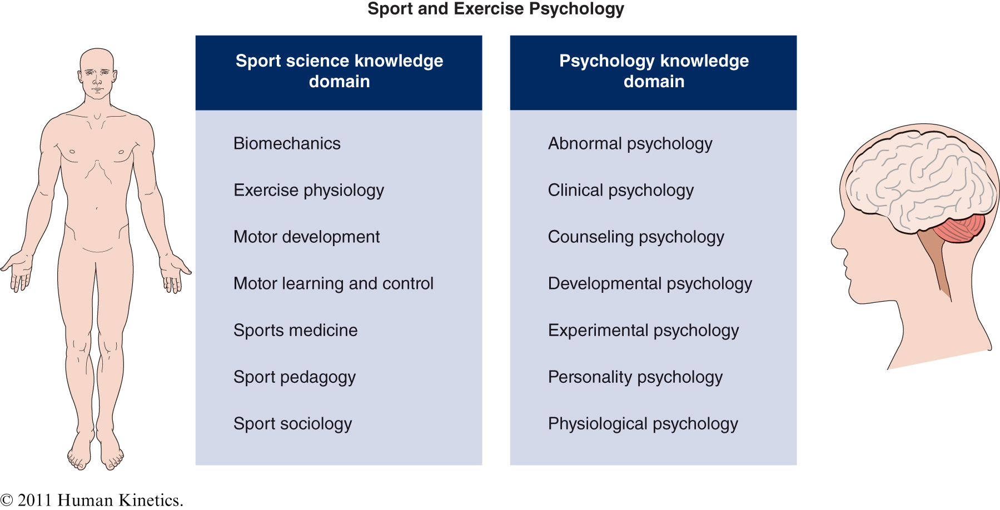 Sport and Exercise Psychology
Sport science knowledge
domain
Biomechanics
Exercise physiology
Motor development
Motor learning and control
Sports medicine
Sport pedagogy
Sport sociology
Psychology knowledge
domain
Abnormal psychology
Clinical psychology
Counseling psychology
Developmental psychology
Experimental psychology
Personality psychology
Physiological psychology
© 2011 Human Kinetics.